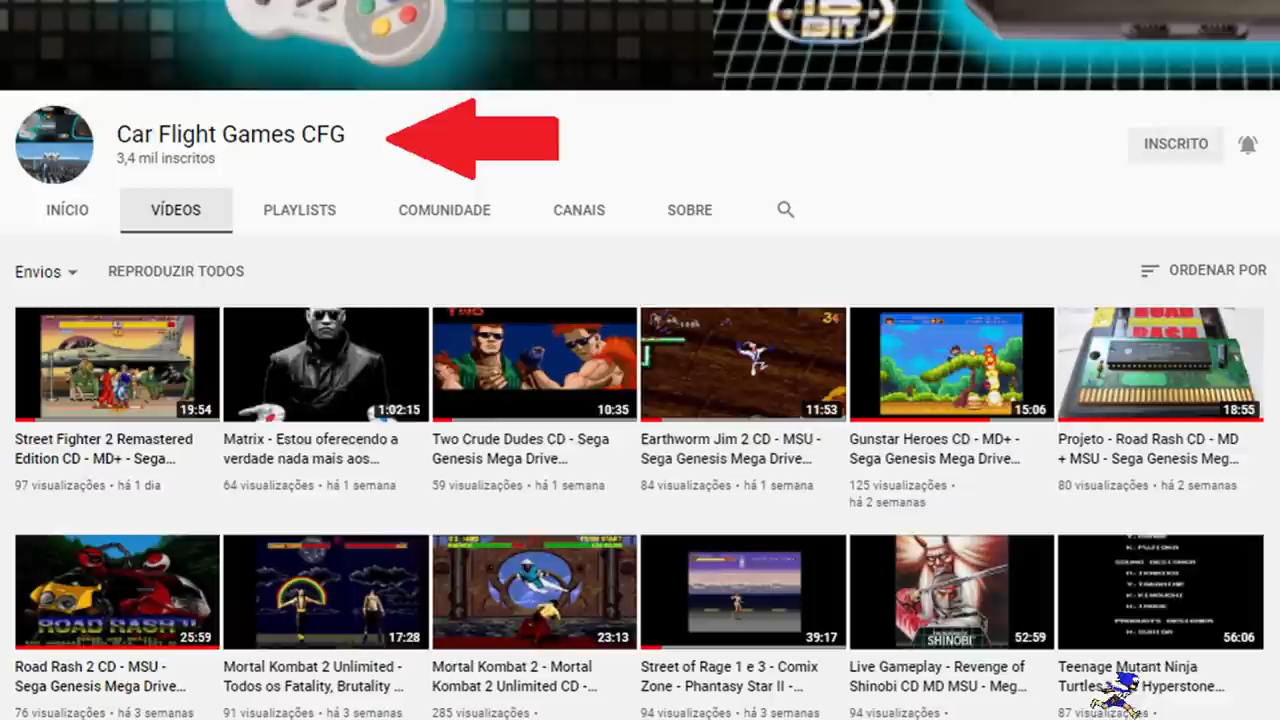 16
BIT
Car Flight Games CFG
3,4 mil inscritos
INSCRITO
INÍCIO
VÍDEOS
PLAYLISTS
COMUNIDADE
CANAIS
SOBRE
Envios
REPRODUZIR TODOS
ORDENAR POR
TWO
ROAD
RASH
19:54
1:02:15
10:35
11:53
15:06
18:55
Street Fighter 2 Remastered
Edition CD - MD+ - Sega...
97 visualizações • há 1 dia
Matrix - Estou oferecendo a
verdade nada mais aos...
64 visualizações • há 1 semana
Two Crude Dudes CD - Sega
Genesis Mega Drive...
59 visualizações • há 1 semana
Earthworm Jim 2 CD - MSU -
Sega Genesis Mega Drive...
84 visualizações • há 1 semana
Gunstar Heroes CD - MD+ -
Sega Genesis Mega Drive...
125 visualizações •
há 2 semanas
Projeto - Road Rash CD - MD
+ MSU - Sega Genesis Meg...
80 visualizações • há 2 semanas
ROAD RASH II
SHINOBI
SOUND DESIGNER
25:59
17:28
23:13
39:17
52:59
56:06
Road Rash 2 CD - MSU -
Sega Genesis Mega Drive...
76 visualizações • há 3 semanas
Mortal Kombat 2 Unlimited -
Todos os Fatality, Brutality ...
91 visualizações • há 3 semanas
Mortal Kombat 2 - Mortal
Kombat 2 Unlimited CD -...
285 visualizações •
Street of Rage 1 e 3 - Comix
Zone - Phantasy Star II -...
94 visualizações • há 3 semanas
Live Gameplay - Revenge of
Shinobi CD MD MSU - Meg...
94 visualizações •
Teenage Mutant Ninja
Turtles Hyperstone...
87 visualizações •